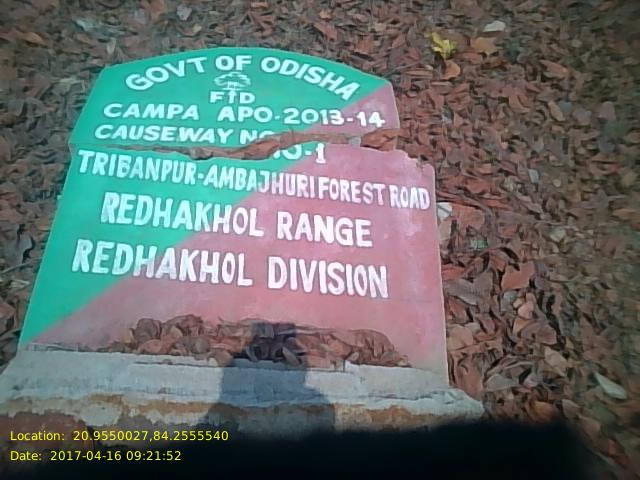 GOVT OF ODISHA
FTD
CAMPA APO-2013-14
CAUSEWAY NO-1
TRIBANPUR-AMBAJHURI FOREST ROAD
REDHAKHOL RANGE
REDHAKHOL DIVISION
Location: 20.9550027,84.2555540
Date: 2017-04-16 09:21:52